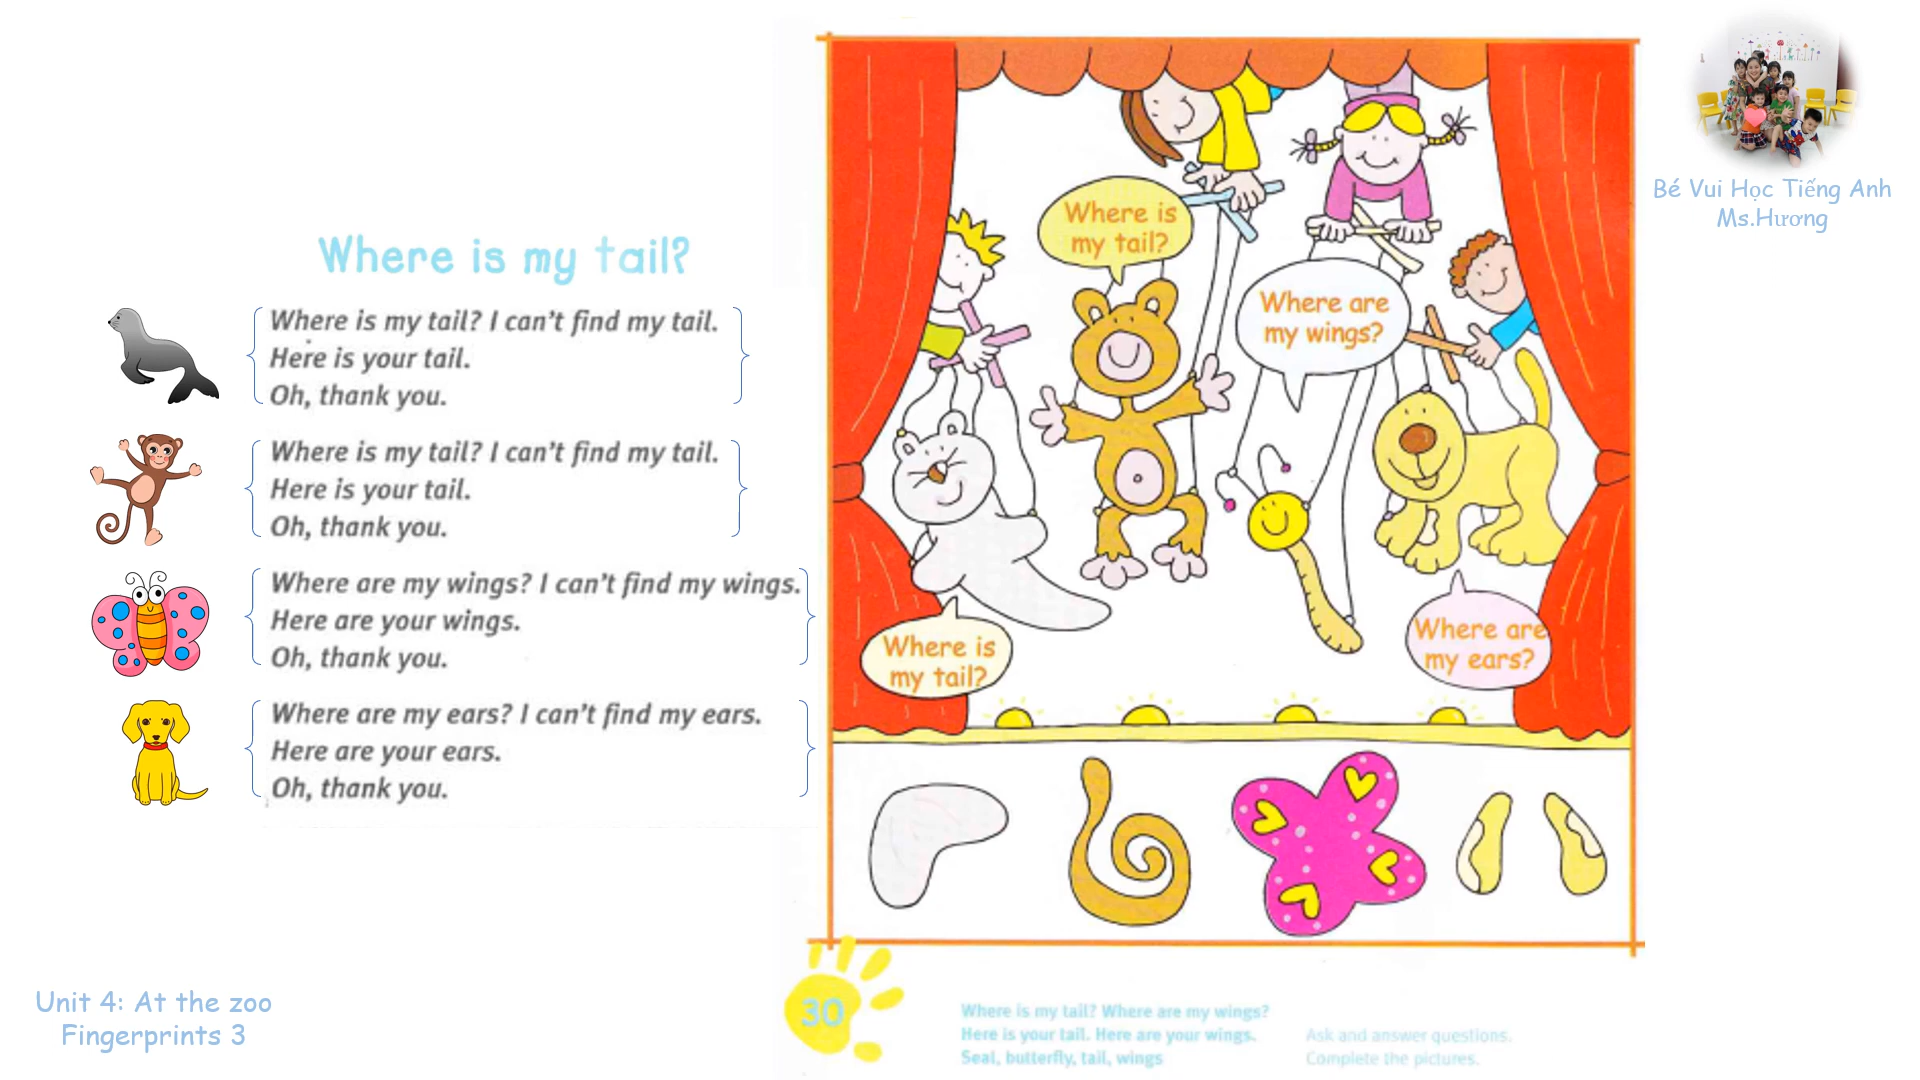 Where is my tail?
Where is my tail? I can't find my tail.
Here is your tail.
Oh, thank you.
Where is my tail? I can't find my tail.
Here is your tail.
Oh, thank you.
Where are my wings? I can't find my wings.
Here are your wings.
Oh, thank you.
Where are my ears? I can't find my ears.
Here are your ears.
Oh, thank you.
Where is
my tail?
Where are
my wings?
Where is
my tail?
Where are
my ears?
Bé Vui Học Tiếng Anh
Ms.Hương
Unit 4: At the zoo
Fingerprints 3
30
Where is my tail? Where are my wings?
Here is your tail. Here are your wings.
Seal, butterfly, tail, wings
Ask and answer questions.
Complete the pictures.